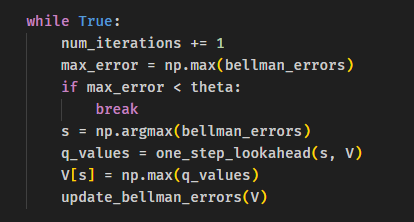 while True:
    num_iterations += 1
    max_error = np.max(bellman_errors)
    if max_error < theta:
        break
    s = np.argmax(bellman_errors)
    q_values = one_step_lookahead(s, V)
    V[s] = np.max(q_values)
    update_bellman_errors(V)